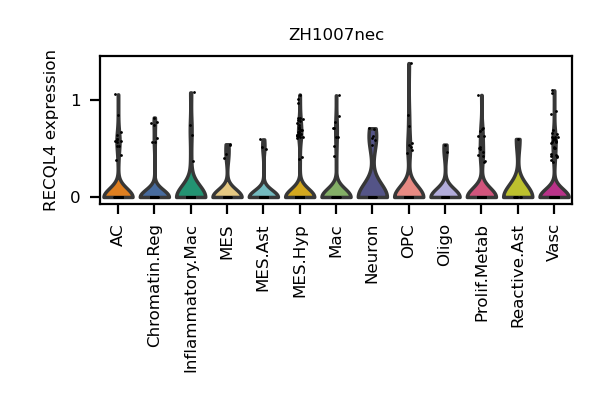 ZH1007nec
RECQL4 expression
1
0
AC
Chromatin.Reg
Inflammatory.Mac
MES
MES.Ast
MES.Hyp
Mac
Neuron
OPC
Oligo
Prolif.Metab
Reactive.Ast
Vasc